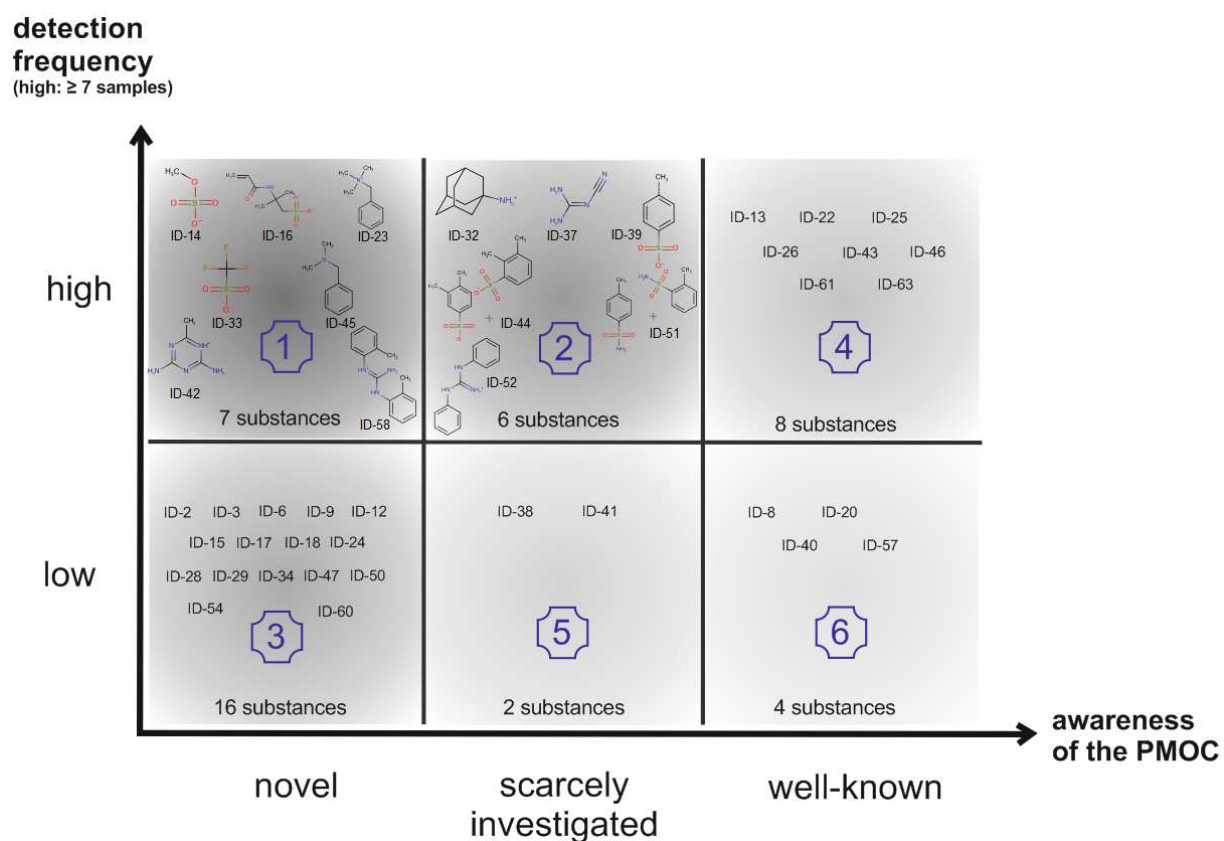 detection
frequency
(high: ≥ 7 samples)
high
low
ID-14
ID-16
ID-23
ID-33
ID-45
ID-42
ID-58
1
7 substances
ID-32
ID-37
ID-39
+ ID-44
+
ID-51
ID-52
2
6 substances
ID-13 ID-22 ID-25
ID-26 ID-43 ID-46
ID-61 ID-63
4
8 substances
ID-2 ID-3 ID-6 ID-9 ID-12
ID-15 ID-17 ID-18 ID-24
ID-28 ID-29 ID-34 ID-47 ID-50
ID-54 ID-60
3
16 substances
ID-38 ID-41
5
2 substances
ID-8 ID-20
ID-40 ID-57
6
4 substances
novel
scarcely
investigated
well-known
awareness
of the PMOC